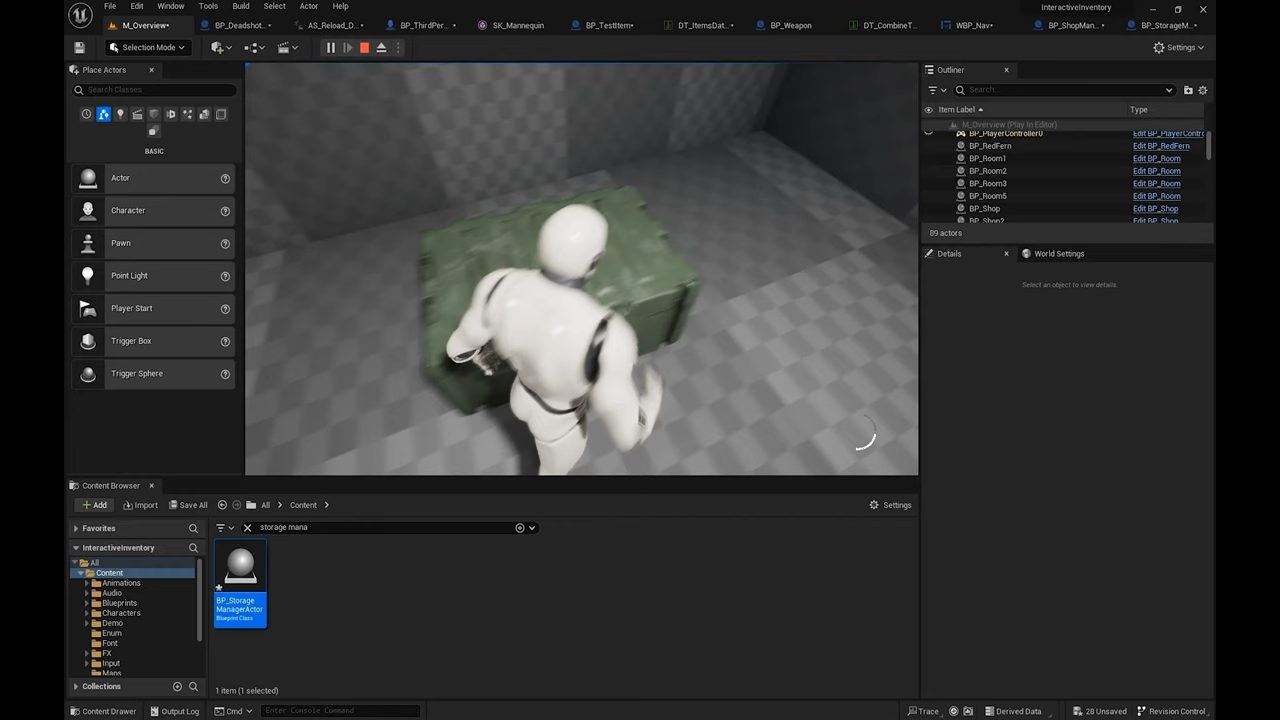 File Edit Window Tools Build Select Actor Help InteractiveInventory
M_Overview• BP_Deadshot..• AS_Reload_D..• BP_ThirdPer...• SK_Mannequin BP_TestItem• DT_ItemsDat...• BP_Weapon DT_CombineT... WBP_Nav• BP_ShopMan...• BP_StorageM...•
Selection Mode Settings
Place Actors
Search Classes
BASIC
Actor
Character
Pawn
Point Light
Player Start
Trigger Box
Trigger Sphere
Outliner
Search...
Item Label Type
M_Overview (Play In Editor)
BP_PlayerController0 Edit BP_PlayerContro
BP_RedFern Edit BP_RedFern
BP_Room1 Edit BP_Room
BP_Room2 Edit BP_Room
BP_Room3 Edit BP_Room
BP_Room5 Edit BP_Room
BP_Shop Edit BP_Shop
BP_Shop2 Edit BP_Shop
89 actors
Details World Settings
Select an object to view details.
Content Browser
Add Import Save All All Content Settings
Favorites
storage mana
InteractiveInventory
All
Content
Animations
Audio
Blueprints
Characters
Demo
Enum
Font
FX
Input
Maps
Collections
BP_Storage
ManagerActor
Blueprint Class
1 item (1 selected)
Content Drawer Output Log Cmd Enter Console Command Trace Derived Data 28 Unsaved Revision Control